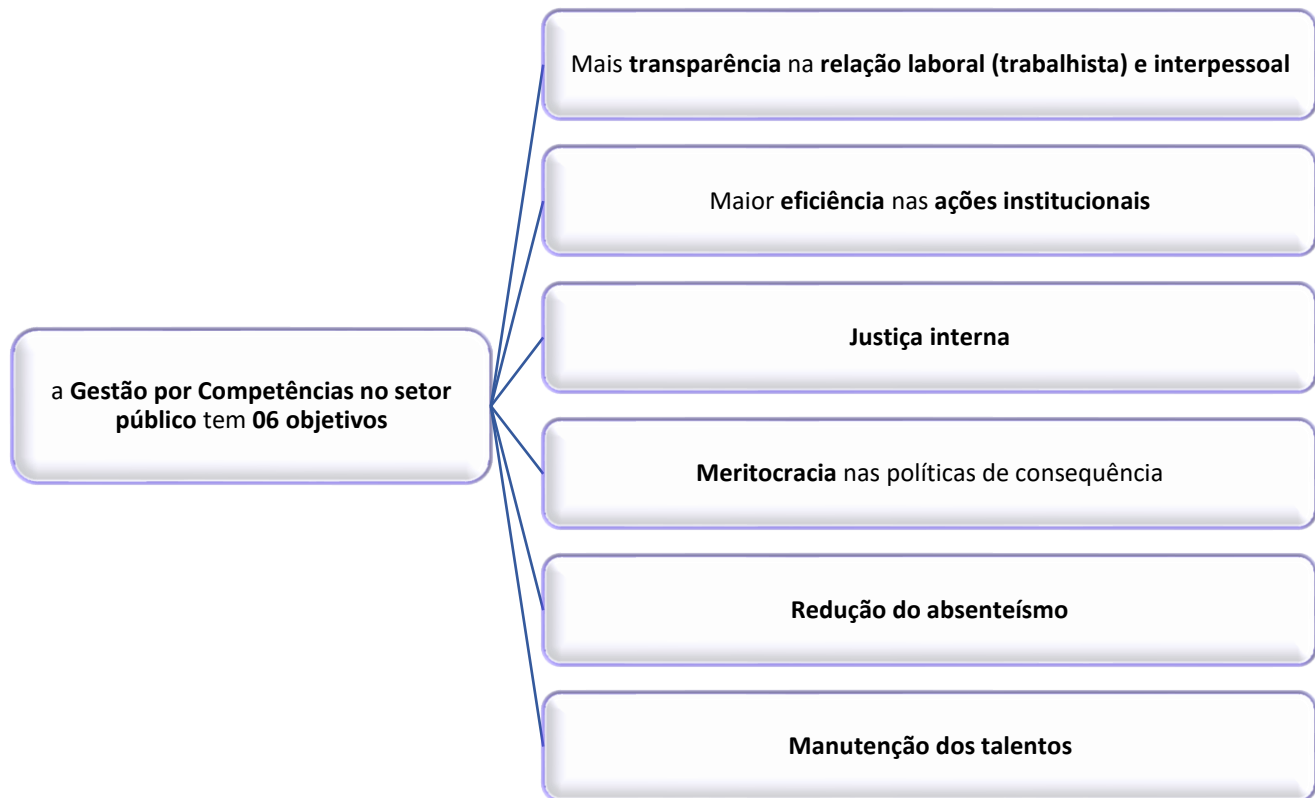 Mais transparência na relação laboral (trabalhista) e interpessoal
Maior eficiência nas ações institucionais
Justiça interna
a Gestão por Competências no setor
público tem 06 objetivos
Meritocracia nas políticas de consequência
Redução do absenteísmo
Manutenção dos talentos